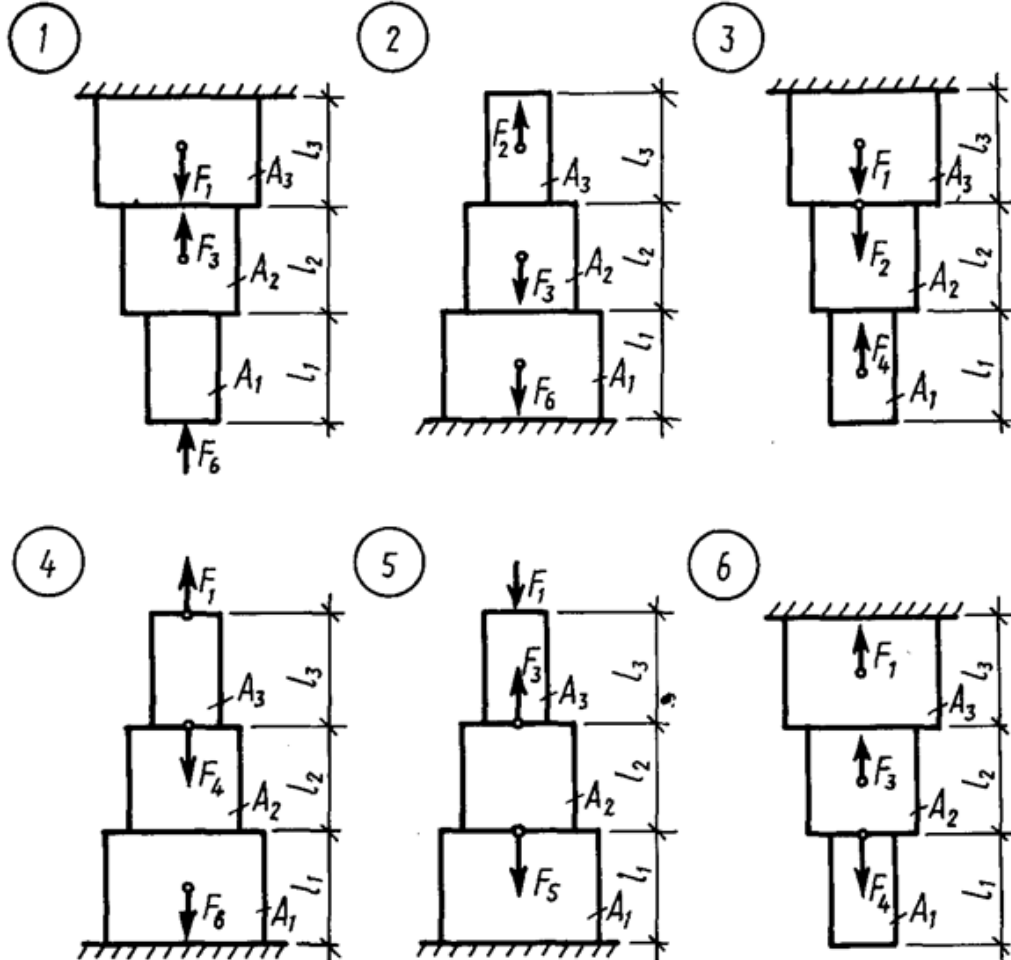 1
F₁
A₃
l₃
F₃
A₂
l₂
A₁
l₁
F₆
2
F₂
A₃
l₃
F₃
A₂
l₂
F₆
A₁
l₁
3
F₁
A₃
l₃
F₂
A₂
l₂
F₄
A₁
l₁
4
F₁
A₃
l₃
F₄
A₂
l₂
F₆
A₁
l₁
5
F₁
F₃
A₃
l₃
A₂
l₂
F₅
A₁
l₁
6
F₁
A₃
l₃
F₃
A₂
l₂
F₄
A₁
l₁